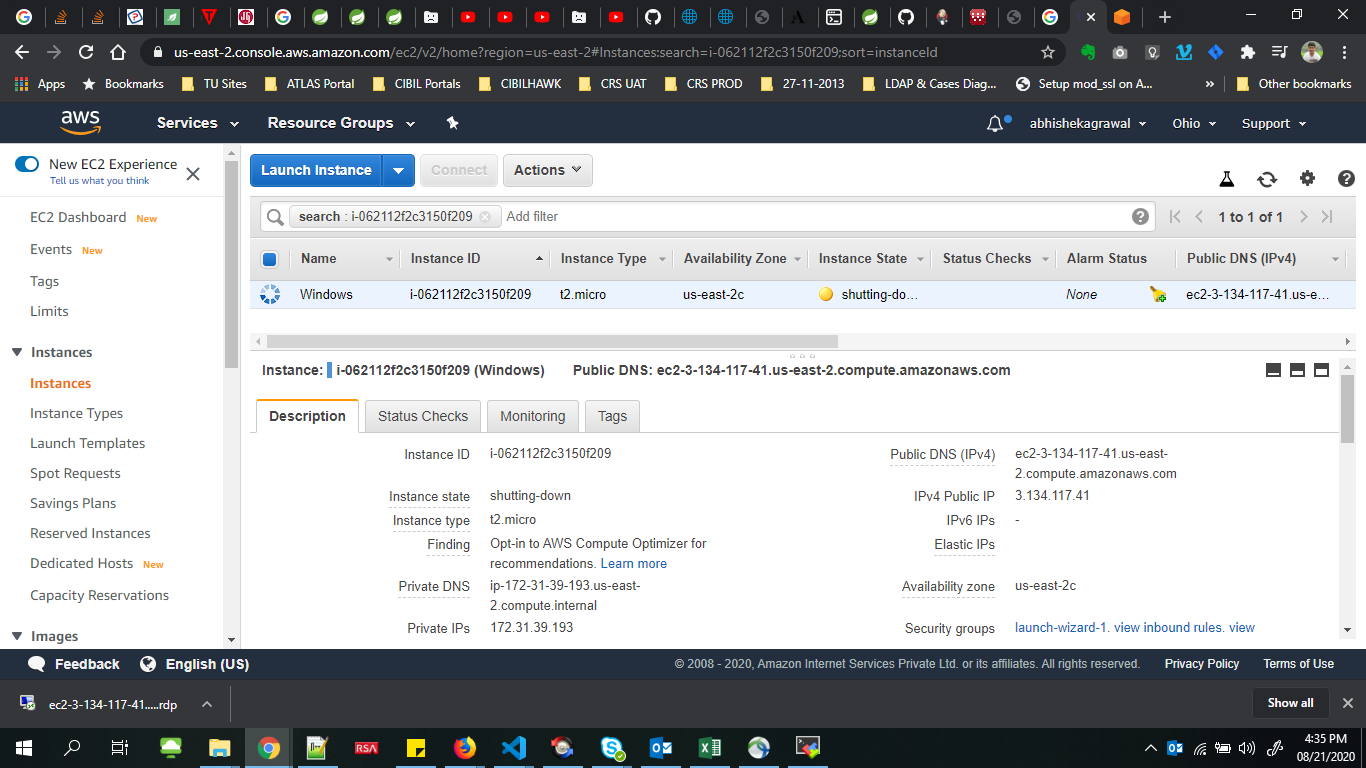 us-east-2.console.aws.amazon.com/ec2/v2/home?region=us-east-2#Instances:search=i-062112f2c3150f209;sort=instanceId
Apps Bookmarks TU Sites ATLAS Portal CIBIL Portals CIBILHAWK CRS UAT CRS PROD 27-11-2013 LDAP & Cases Diag... Setup mod_ssl on A... » Other bookmarks
aws Services Resource Groups abhishekagrawal Ohio Support
New EC2 Experience
Tell us what you think
EC2 Dashboard New
Events New
Tags
Limits
Instances
Instances
Instance Types
Launch Templates
Spot Requests
Savings Plans
Reserved Instances
Dedicated Hosts New
Capacity Reservations
Images
Launch Instance Connect Actions
search : i-062112f2c3150f209 Add filter 1 to 1 of 1
Name Instance ID Instance Type Availability Zone Instance State Status Checks Alarm Status Public DNS (IPv4)
Windows i-062112f2c3150f209 t2.micro us-east-2c shutting-do... None ec2-3-134-117-41.us-e...
Instance: i-062112f2c3150f209 (Windows) Public DNS: ec2-3-134-117-41.us-east-2.compute.amazonaws.com
Description Status Checks Monitoring Tags
Instance ID i-062112f2c3150f209
Instance state shutting-down
Instance type t2.micro
Finding Opt-in to AWS Compute Optimizer for
recommendations. Learn more
Private DNS ip-172-31-39-193.us-east-
2.compute.internal
Private IPs 172.31.39.193
Public DNS (IPv4) ec2-3-134-117-41.us-east-
2.compute.amazonaws.com
IPv4 Public IP 3.134.117.41
IPv6 IPs -
Elastic IPs
Availability zone us-east-2c
Security groups launch-wizard-1. view inbound rules. view
Feedback English (US) © 2008 - 2020, Amazon Internet Services Private Ltd. or its affiliates. All rights reserved. Privacy Policy Terms of Use
ec2-3-134-117-41.....rdp Show all
RSA
4:35 PM
08/21/2020